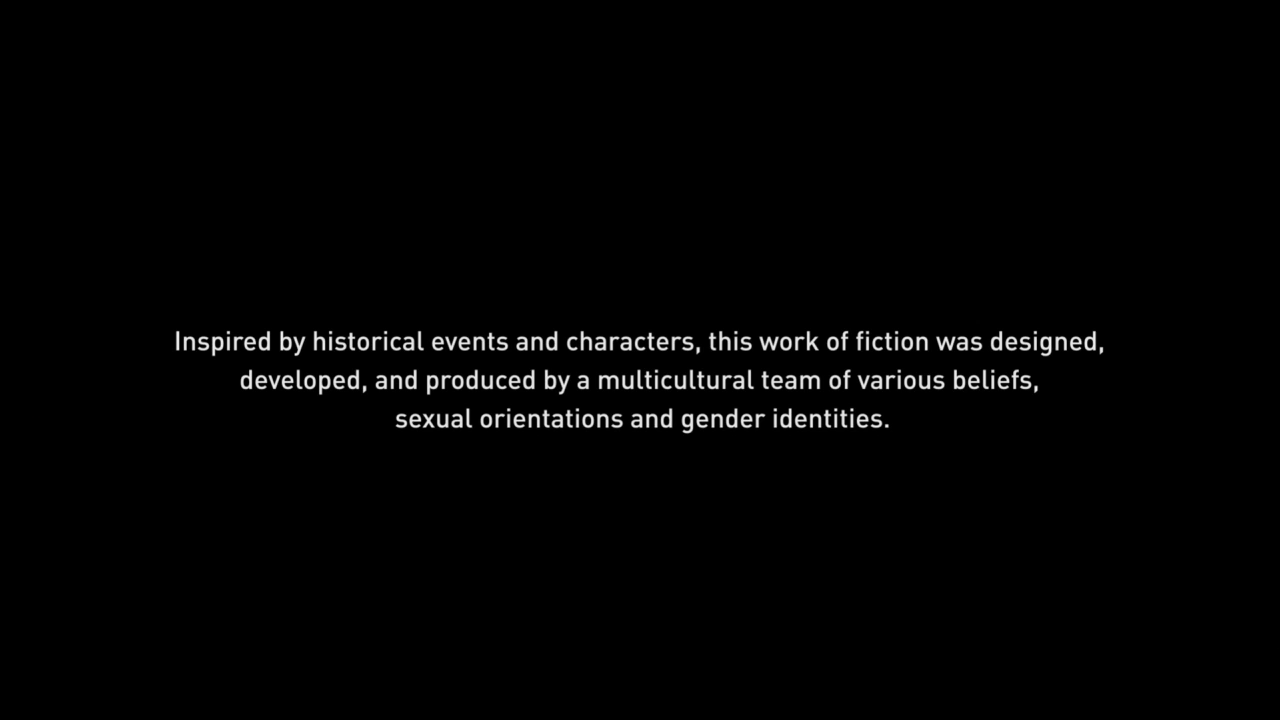 Inspired by historical events and characters, this work of fiction was designed,
developed, and produced by a multicultural team of various beliefs,
sexual orientations and gender identities.